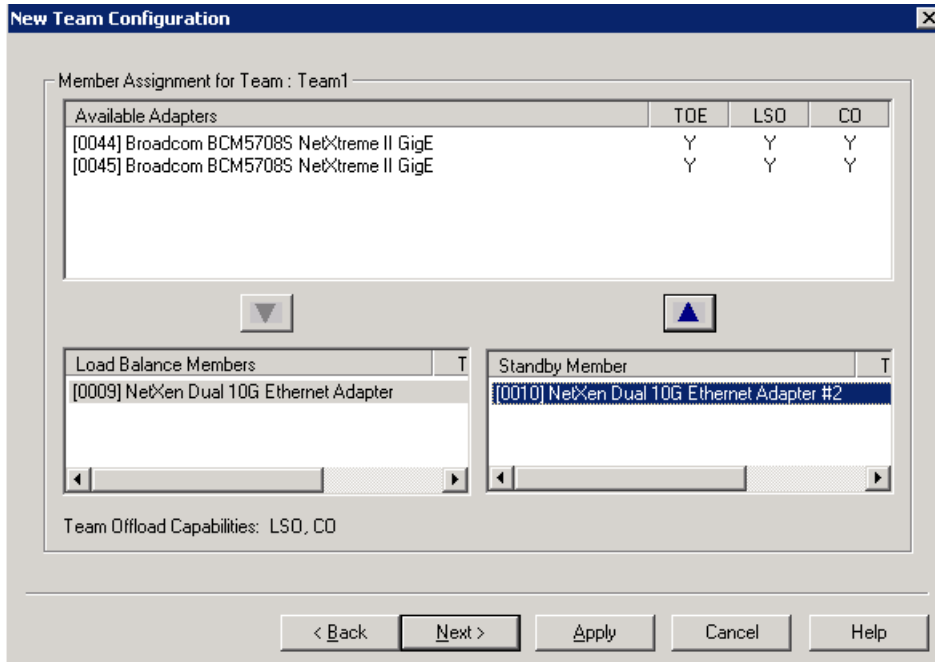 New Team Configuration
Member Assignment for Team : Team1
Available Adapters TOE LSO CO
[0044] Broadcom BCM5708S NetXtreme II GigE Y Y Y
[0045] Broadcom BCM5708S NetXtreme II GigE Y Y Y
Load Balance Members T
[0009] NetXen Dual 10G Ethernet Adapter
Standby Member T
[0010] NetXen Dual 10G Ethernet Adapter #2
Team Offload Capabilities: LSO, CO
< Back Next > Apply Cancel Help